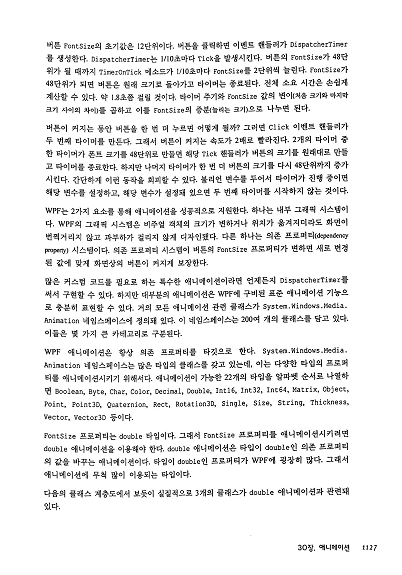 버튼 FontSize의 초기값은 12단위이다. 버튼을 클릭하면 이벤트 핸들러가 DispatcherTimer
를 생성한다. DispatcherTimer는 1/10초마다 Tick을 발생시킨다. 버튼의 FontSize가 48단
위가 될 때까지 TimerOnTick 메소드가 1/10초마다 FontSize를 2단위씩 늘린다. FontSize가
48단위가 되면 버튼은 원래 크기로 돌아가고 타이머는 종료된다. 전체 소요 시간은 손쉽게
계산할 수 있다. 약 1.8초쯤 걸릴 것이다. 타이머 주기와 FontSize 값의 변이(처음 크기와 마지막
크기 사이의 차이)를 곱하고 이를 FontSize의 증분(늘리는 크기)으로 나누면 된다.
버튼이 커지는 동안 버튼을 한 번 더 누르면 어떻게 될까? 그러면 Click 이벤트 핸들러가
두 번째 타이머를 만든다. 그래서 버튼이 커지는 속도가 2배로 빨라진다. 2개의 타이머 중
한 타이머가 폰트 크기를 48단위로 만들면 해당 Tick 핸들러가 버튼의 크기를 원래대로 만들
고 타이머를 종료한다. 하지만 나머지 타이머가 한 번 더 버튼의 크기를 다시 48단위까지 증가
시킨다. 간단하게 이런 동작을 회피할 수 있다. 불리언 변수를 두어서 타이머가 진행 중이면
해당 변수를 설정하고, 해당 변수가 설정돼 있으면 두 번째 타이머를 시작하지 않는 것이다.
WPF는 2가지 요소를 통해 애니메이션을 성공적으로 지원한다. 하나는 내부 그래픽 시스템이
다. WPF의 그래픽 시스템은 비주얼 객체의 크기가 변하거나 위치가 옮겨지더라도 화면이
번쩍거리지 않고 과부하가 걸리지 않게 디자인됐다. 다른 하나는 의존 프로퍼티(dependency
property) 시스템이다. 의존 프로퍼티 시스템이 버튼의 FontSize 프로퍼티가 변하면 새로 변경
된 값에 맞게 화면상의 버튼이 커지게 보장한다.
많은 커스텀 코드를 필요로 하는 특수한 애니메이션이라면 언제든지 DispatcherTimer를
써서 구현할 수 있다. 하지만 대부분의 애니메이션은 WPF에 구비된 표준 애니메이션 기능으
로 충분히 표현할 수 있다. 거의 모든 애니메이션 관련 클래스가 System.Windows.Media.
Animation 네임스페이스에 정의돼 있다. 이 네임스페이스는 200여 개의 클래스를 담고 있다.
이들은 몇 가지 큰 카테고리로 구분된다.
WPF 애니메이션은 항상 의존 프로퍼티를 타깃으로 한다. System.Windows.Media.
Animation 네임스페이스는 많은 타입의 클래스를 갖고 있는데, 이는 다양한 타입의 프로퍼
티를 애니메이션시키기 위해서다. 애니메이션이 가능한 22개의 타입을 알파벳 순서로 나열하
면 Boolean, Byte, Char, Color, Decimal, Double, Int16, Int32, Int64, Matrix, Object,
Point, Point3D, Quaternion, Rect, Rotation3D, Single, Size, String, Thickness,
Vector, Vector3D 등이다.
FontSize 프로퍼티는 double 타입이다. 그래서 FontSize 프로퍼티를 애니메이션시키려면
double 애니메이션을 이용해야 한다. double 애니메이션은 타입이 double인 의존 프로퍼티
의 값을 바꾸는 애니메이션이다. 타입이 double인 프로퍼티가 WPF에 굉장히 많다. 그래서
애니메이션에 무척 많이 이용되는 타입이다.
다음의 클래스 계층도에서 보듯이 실질적으로 3개의 클래스가 double 애니메이션과 관련돼
있다.
30장. 애니메이션 1127